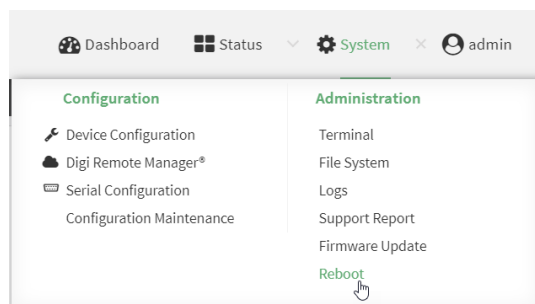 Dashboard Status System admin
Configuration
Device Configuration
Digi Remote Manager®
Serial Configuration
Configuration Maintenance
Administration
Terminal
File System
Logs
Support Report
Firmware Update
Reboot